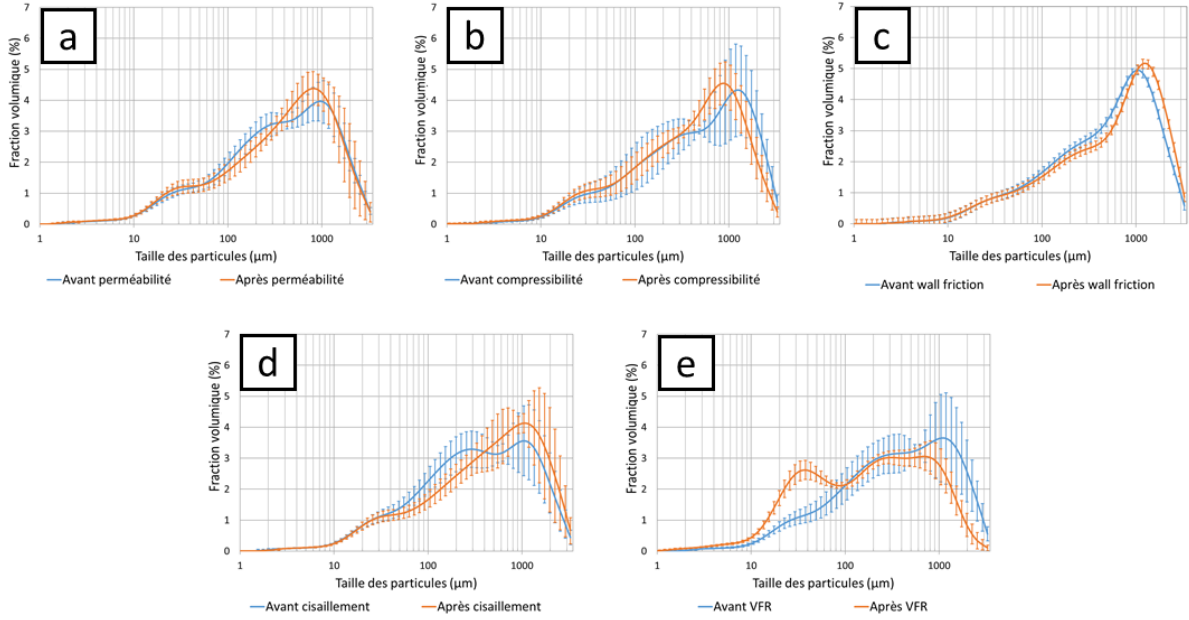 a
Fraction volumique (%)
7
6
5
4
3
2
1
0
1 10 100 1000
Taille des particules (µm)
Avant perméabilité Après perméabilité
b
Fraction volumique (%)
7
6
5
4
3
2
1
0
1 10 100 1000
Taille des particules (µm)
Avant compressibilité Après compressibilité
c
Fraction volumique (%)
7
6
5
4
3
2
1
0
1 10 100 1000
Taille des particules (µm)
Avant wall friction Après wall friction
d
Fraction volumique (%)
7
6
5
4
3
2
1
0
1 10 100 1000
Taille des particules (µm)
Avant cisaillement Après cisaillement
e
Fraction volumique (%)
7
6
5
4
3
2
1
0
1 10 100 1000
Taille des particules (µm)
Avant VFR Après VFR